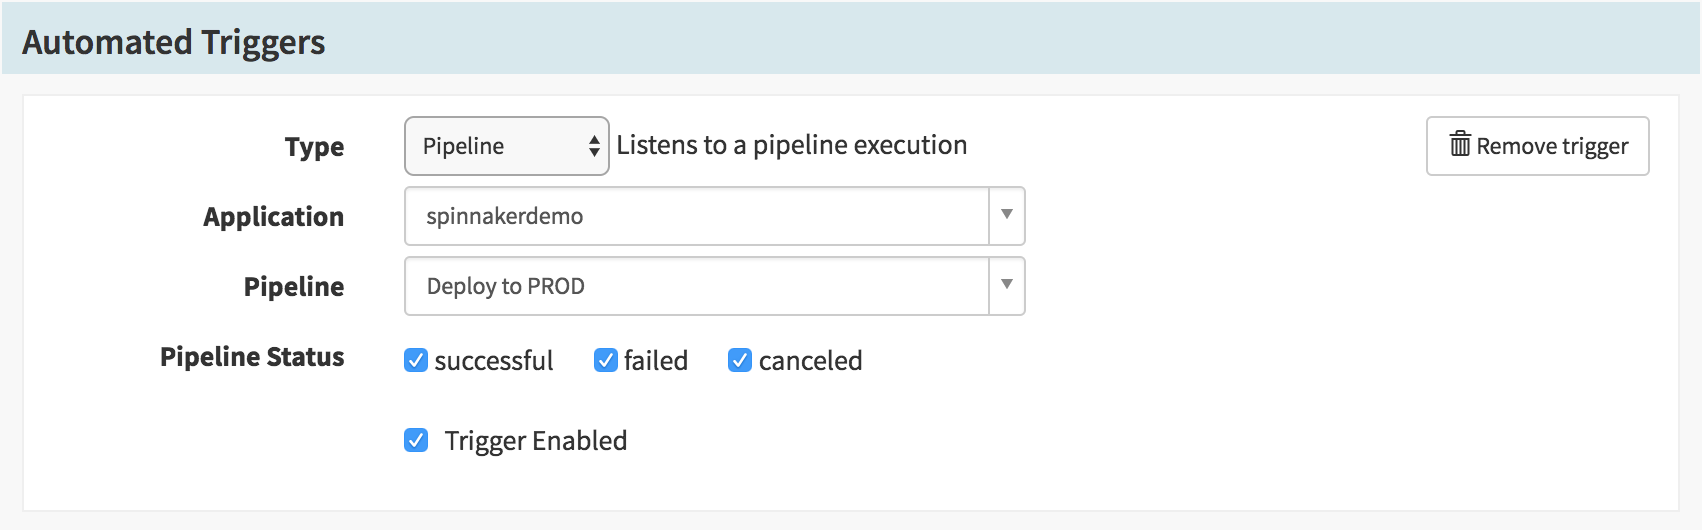 Automated Triggers
Type Pipeline Listens to a pipeline execution Remove trigger
Application spinnakerdemo
Pipeline Deploy to PROD
Pipeline Status successful failed canceled
Trigger Enabled